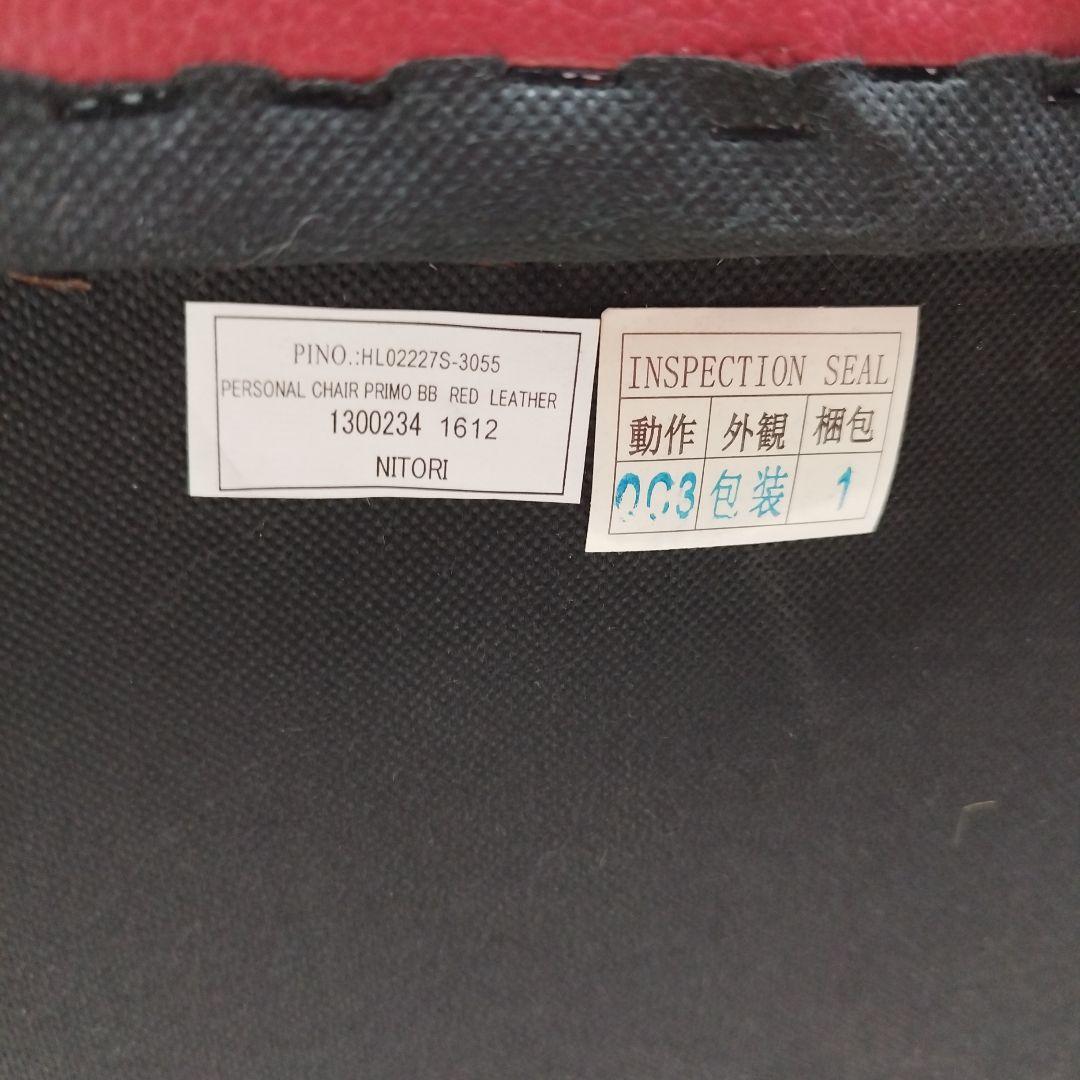 PINO.:HL02227S-3055
PERSONAL CHAIR PRIMO BB RED LEATHER
1300234 1612
NITORI
INSPECTION SEAL
動作 外観 梱包
003 包装 1